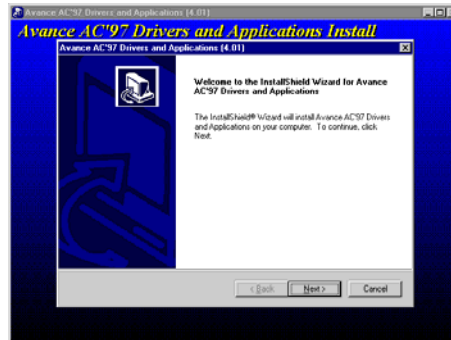 Avance AC'97 Drivers and Applications (4.01)
Avance AC'97 Drivers and Applications Install
Avance AC'97 Drivers and Applications (4.01)
Welcome to the InstallShield Wizard for Avance
AC'97 Drivers and Applications
The InstallShield® Wizard will install Avance AC'97 Drivers
and Applications on your computer. To continue, click
Next.
< Back
Next >
Cancel